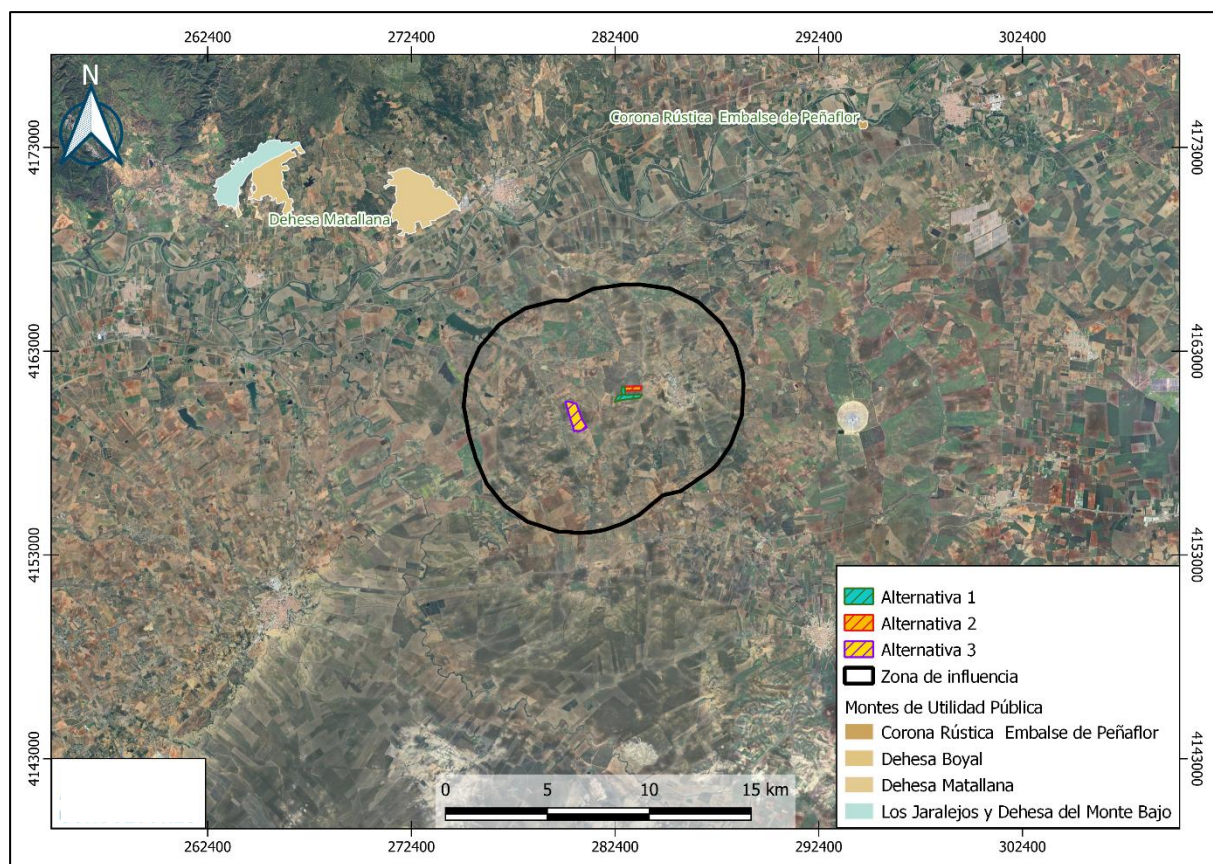 262400 272400 282400 292400 302400
N
Corona Rústica Embalse de Peñaflor
4173000 4173000
Dehesa Matallana
4163000 4163000
4153000 4153000
Alternativa 1
Alternativa 2
Alternativa 3
Zona de influencia
Montes de Utilidad Pública
Corona Rústica Embalse de Peñaflor
Dehesa Boyal
Dehesa Matallana
Los Jaralejos y Dehesa del Monte Bajo
4143000 4143000
0 5 10 15 km
262400 272400 282400 292400 302400